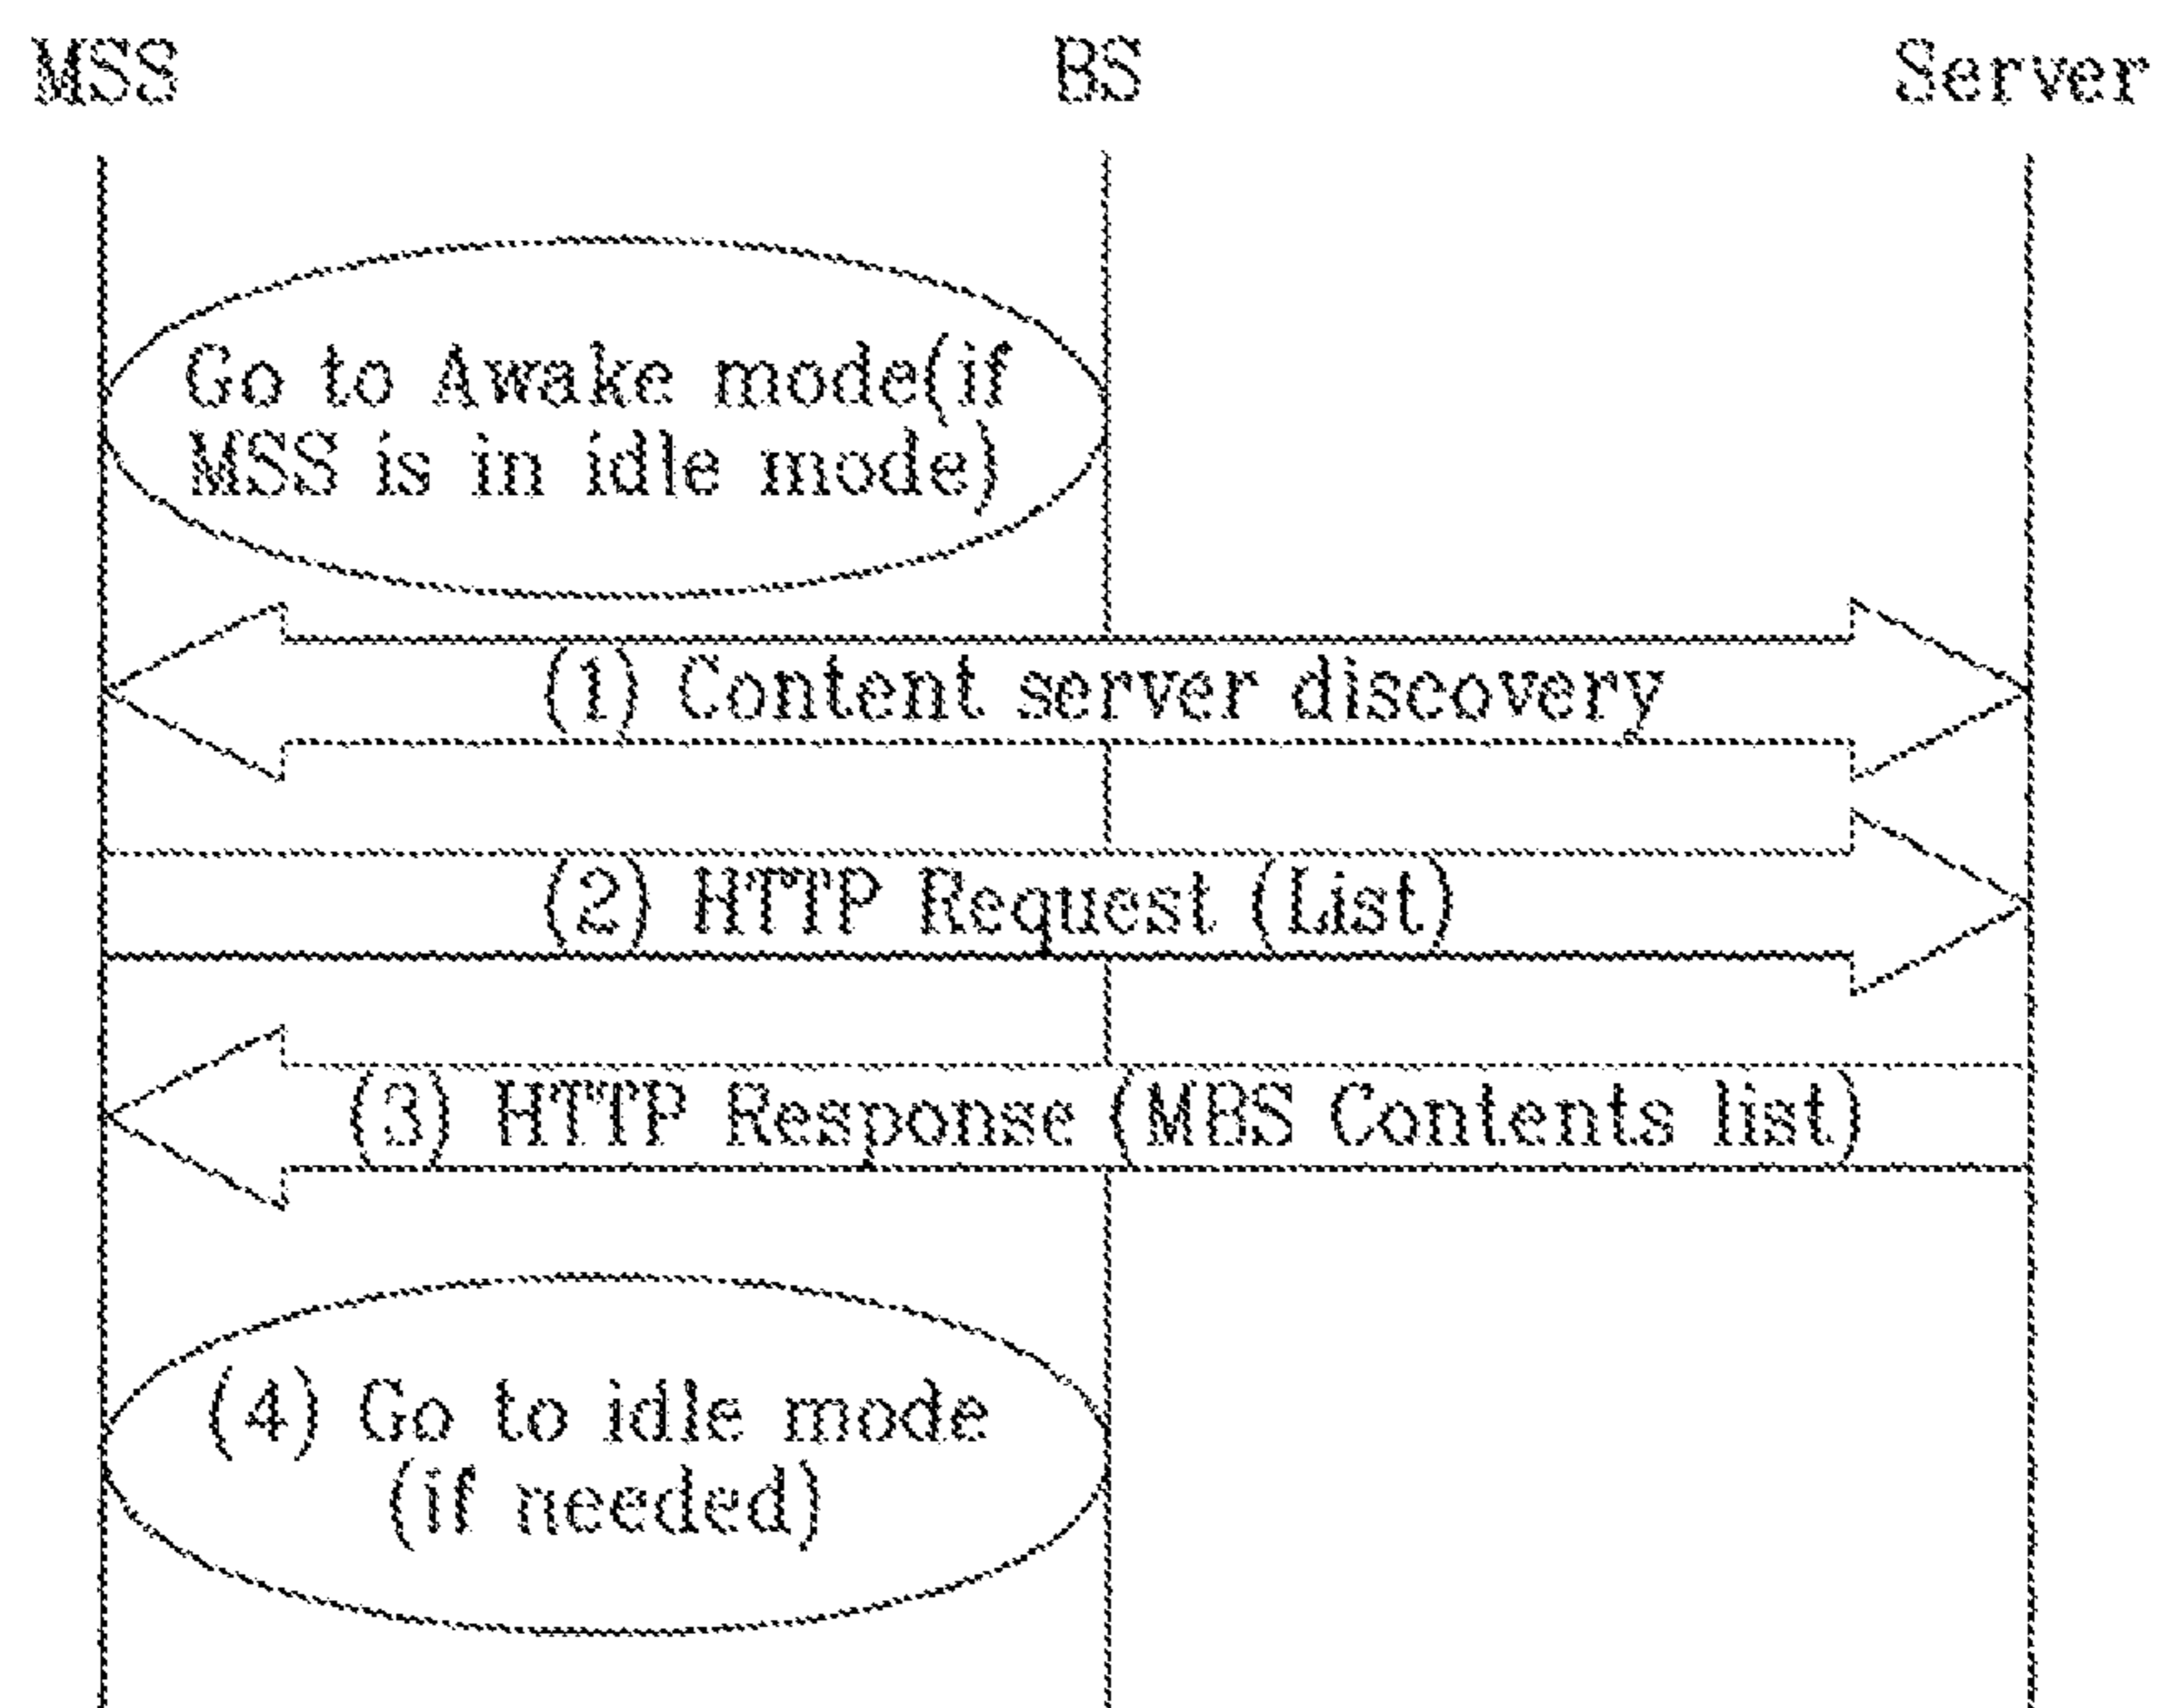 MSS BS Server
Go to Awake mode(if
MSS is in idle mode)
(1) Content server discovery
(2) HTTP Request (List)
(3) HTTP Response (MBS Contents list)
(4) Go to idle mode
(if needed)